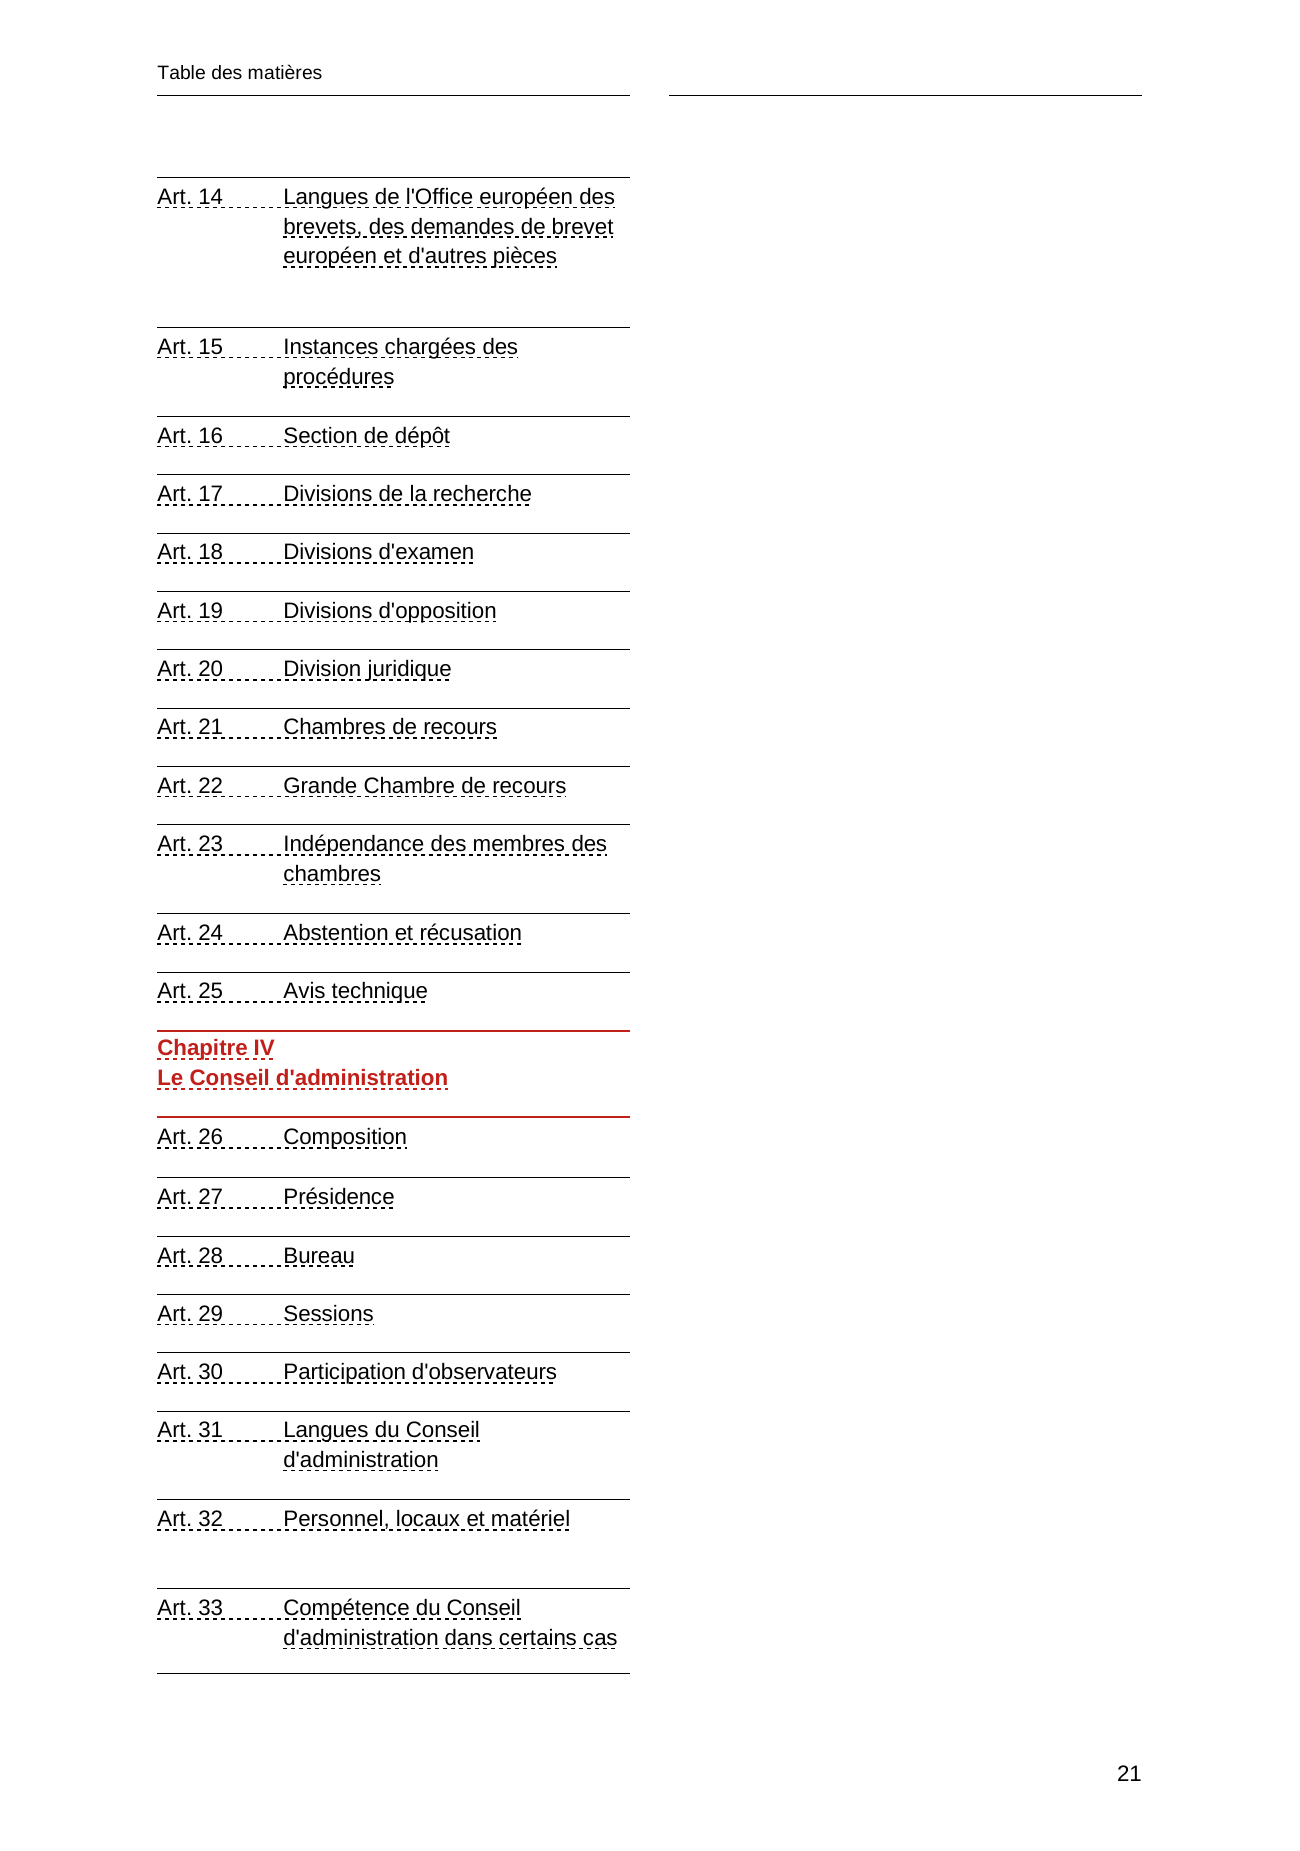 Table des matières
Art. 14 Langues de l'Office européen des
brevets, des demandes de brevet
européen et d'autres pièces
Art. 15 Instances chargées des
procédures
Art. 16 Section de dépôt
Art. 17 Divisions de la recherche
Art. 18 Divisions d'examen
Art. 19 Divisions d'opposition
Art. 20 Division juridique
Art. 21 Chambres de recours
Art. 22 Grande Chambre de recours
Art. 23 Indépendance des membres des
chambres
Art. 24 Abstention et récusation
Art. 25 Avis technique
Chapitre IV
Le Conseil d'administration
Art. 26 Composition
Art. 27 Présidence
Art. 28 Bureau
Art. 29 Sessions
Art. 30 Participation d'observateurs
Art. 31 Langues du Conseil
d'administration
Art. 32 Personnel, locaux et matériel
Art. 33 Compétence du Conseil
d'administration dans certains cas
21